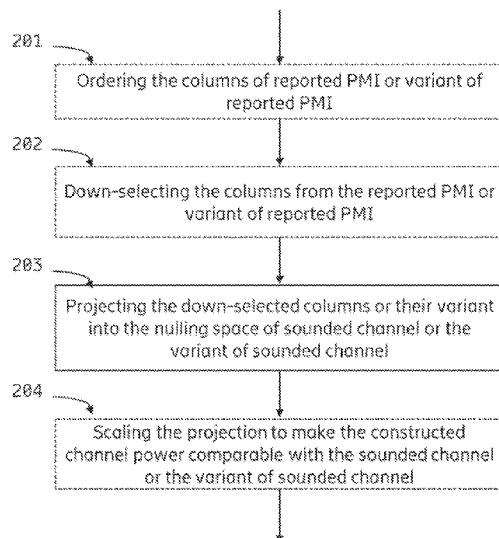 201
Ordering the columns of reported PMI or variant of
reported PMI
202
Down-selecting the columns from the reported PMI or
variant of reported PMI
203
Projecting the down-selected columns or their variant
into the nulling space of sounded channel or the
variant of sounded channel
204
Scaling the projection to make the constructed
channel power comparable with the sounded channel
or the variant of sounded channel